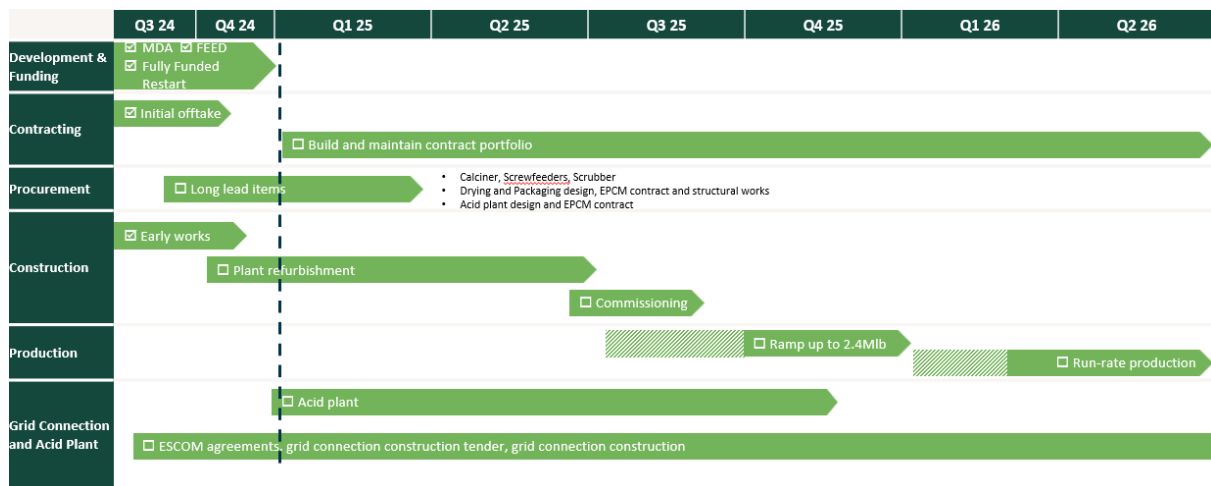 Q3 24 Q4 24 Q1 25 Q2 25 Q3 25 Q4 25 Q1 26 Q2 26
Development &
Funding
☑ MDA ☑ FEED
☑ Fully Funded
Restart
Contracting
☑ Initial offtake
☐ Build and maintain contract portfolio
Procurement
☐ Long lead items
• Calciner, Screwfeeders, Scrubber
• Drying and Packaging design, EPCM contract and structural works
• Acid plant design and EPCM contract
Construction
☑ Early works
☐ Plant refurbishment
☐ Commissioning
Production
☐ Ramp up to 2.4Mlb
☐ Run-rate production
Grid Connection
and Acid Plant
☐ Acid plant
☐ ESCOM agreements, grid connection construction tender, grid connection construction